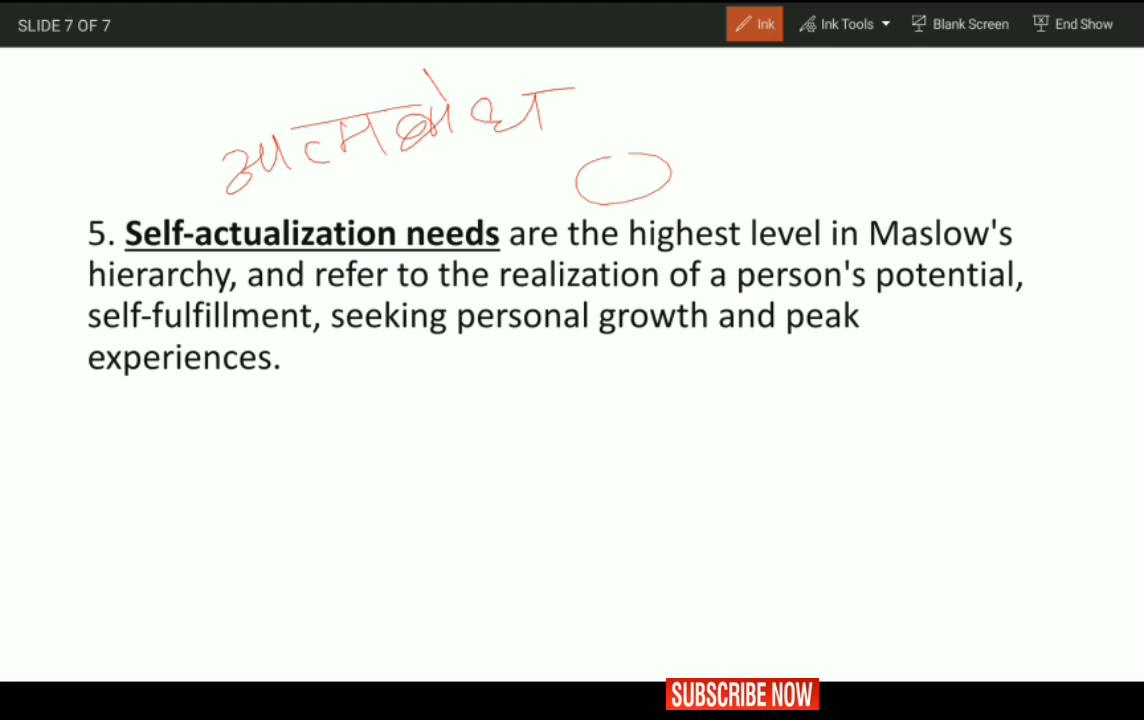 SLIDE 7 OF 7
Ink
Ink Tools
Blank Screen
End Show
आत्मबोध
5. Self-actualization needs are the highest level in Maslow's
hierarchy, and refer to the realization of a person's potential,
self-fulfillment, seeking personal growth and peak
experiences.
SUBSCRIBE NOW